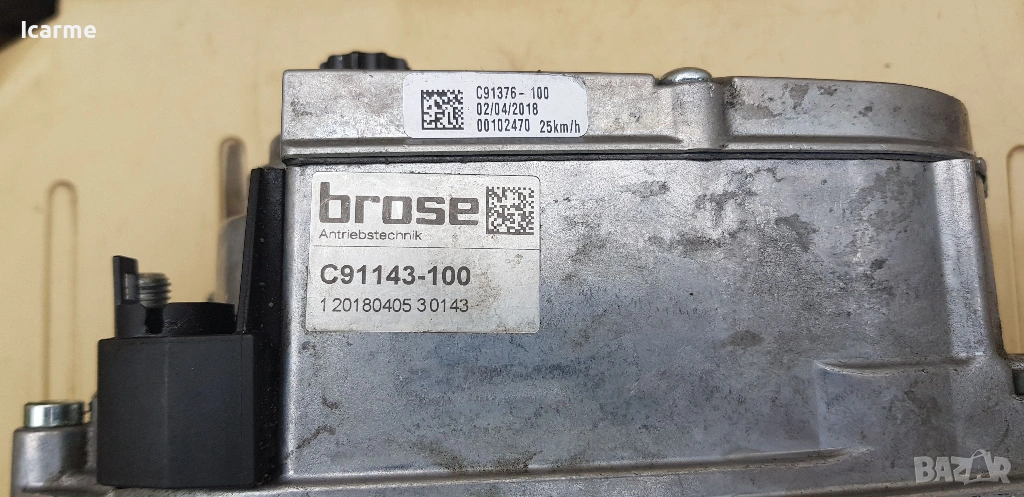 Icarme
C91376-100
02/04/2018
00102470 25km/h
brose
Antriebstechnik
C91143-100
1 20180405 3 0143
BAZAR